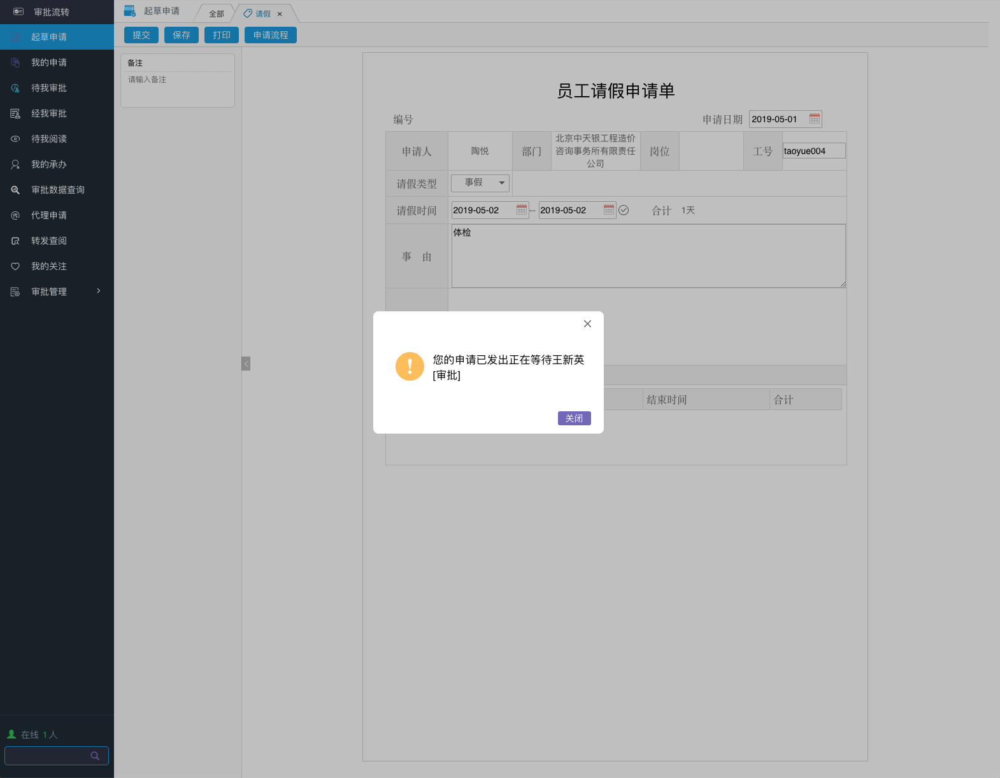 审批流转
起草申请
我的申请
待我审批
经我审批
待我阅读
我的承办
审批数据查询
代理申请
转发查阅
我的关注
审批管理
在线 1人
起草申请
全部
请假 ×
提交 保存 打印 申请流程
备注
请输入备注
员工请假申请单
编号 申请日期 2019-05-01
申请人 陶悦 部门 北京中天银工程造价
咨询事务所有限责任
公司
岗位 工号 taoyue004
请假类型 事假
请假时间 2019-05-02 -- 2019-05-02 合计 1天
事 由 体检
您的申请已发出正在等待王新英
[审批]
关闭
结束时间 合计